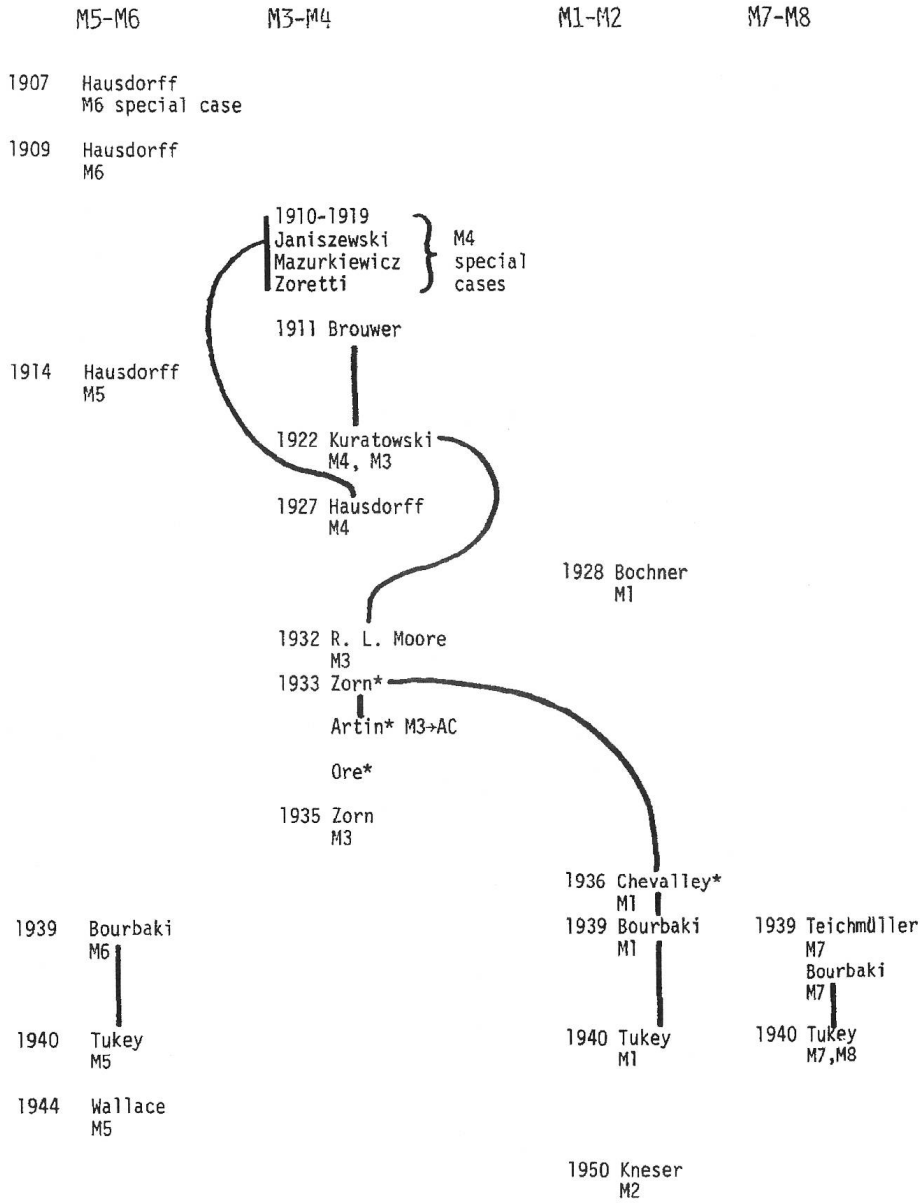 M5-M6 M3-M4 M1-M2 M7-M8
1907 Hausdorff
M6 special case
1909 Hausdorff
M6
1910-1919
Janiszewski
Mazurkiewicz
Zoretti
M4
special
cases
1911 Brouwer
1914 Hausdorff
M5
1922 Kuratowski
M4, M3
1927 Hausdorff
M4
1928 Bochner
M1
1932 R. L. Moore
M3
1933 Zorn*
Artin* M3→AC
Ore*
1935 Zorn
M3
1936 Chevalley*
M1
1939 Bourbaki
M6
1939 Bourbaki
M1
1939 Teichmüller
M7
Bourbaki
M7
1940 Tukey
M5
1940 Tukey
M1
1940 Tukey
M7,M8
1944 Wallace
M5
1950 Kneser
M2